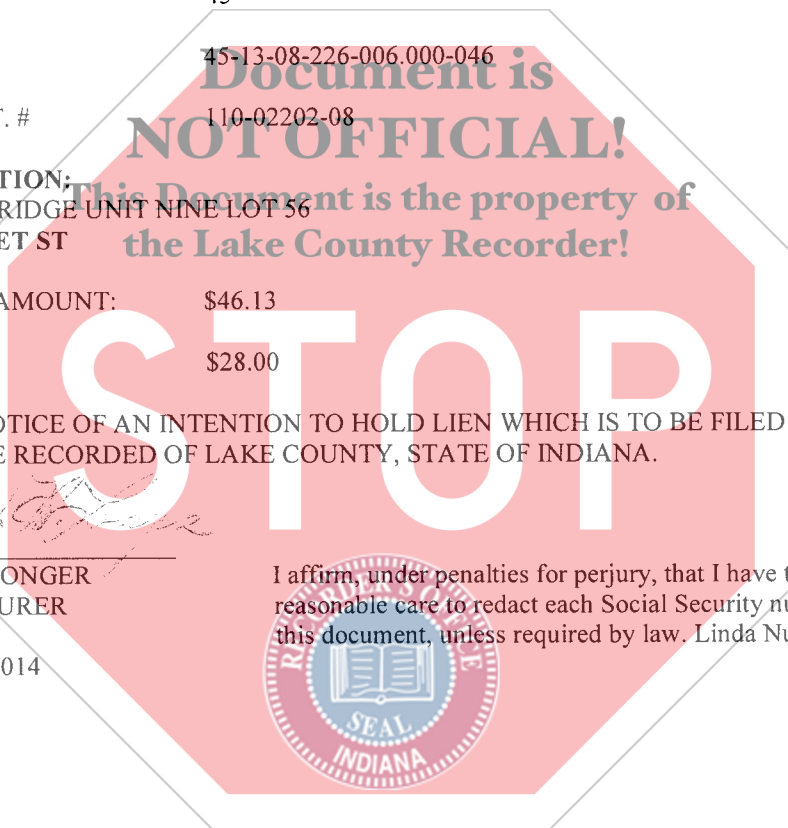 45-13-08-226-006.000-046
Document is
T. #
110-02202-08
NOT OFFICIAL!
TION:
This Document is the property of
RIDGE UNIT NINE LOT 56
ET ST
the Lake County Recorder!
AMOUNT:
$46.13
STOP
$28.00
OTICE OF AN INTENTION TO HOLD LIEN WHICH IS TO BE FILED
E RECORDED OF LAKE COUNTY, STATE OF INDIANA.
ONGER
URER
014
I affirm, under penalties for perjury, that I have t
reasonable care to redact each Social Security nu
this document, unless required by law. Linda Nu
RECORDER'S OFFICE
SEAL
INDIANA